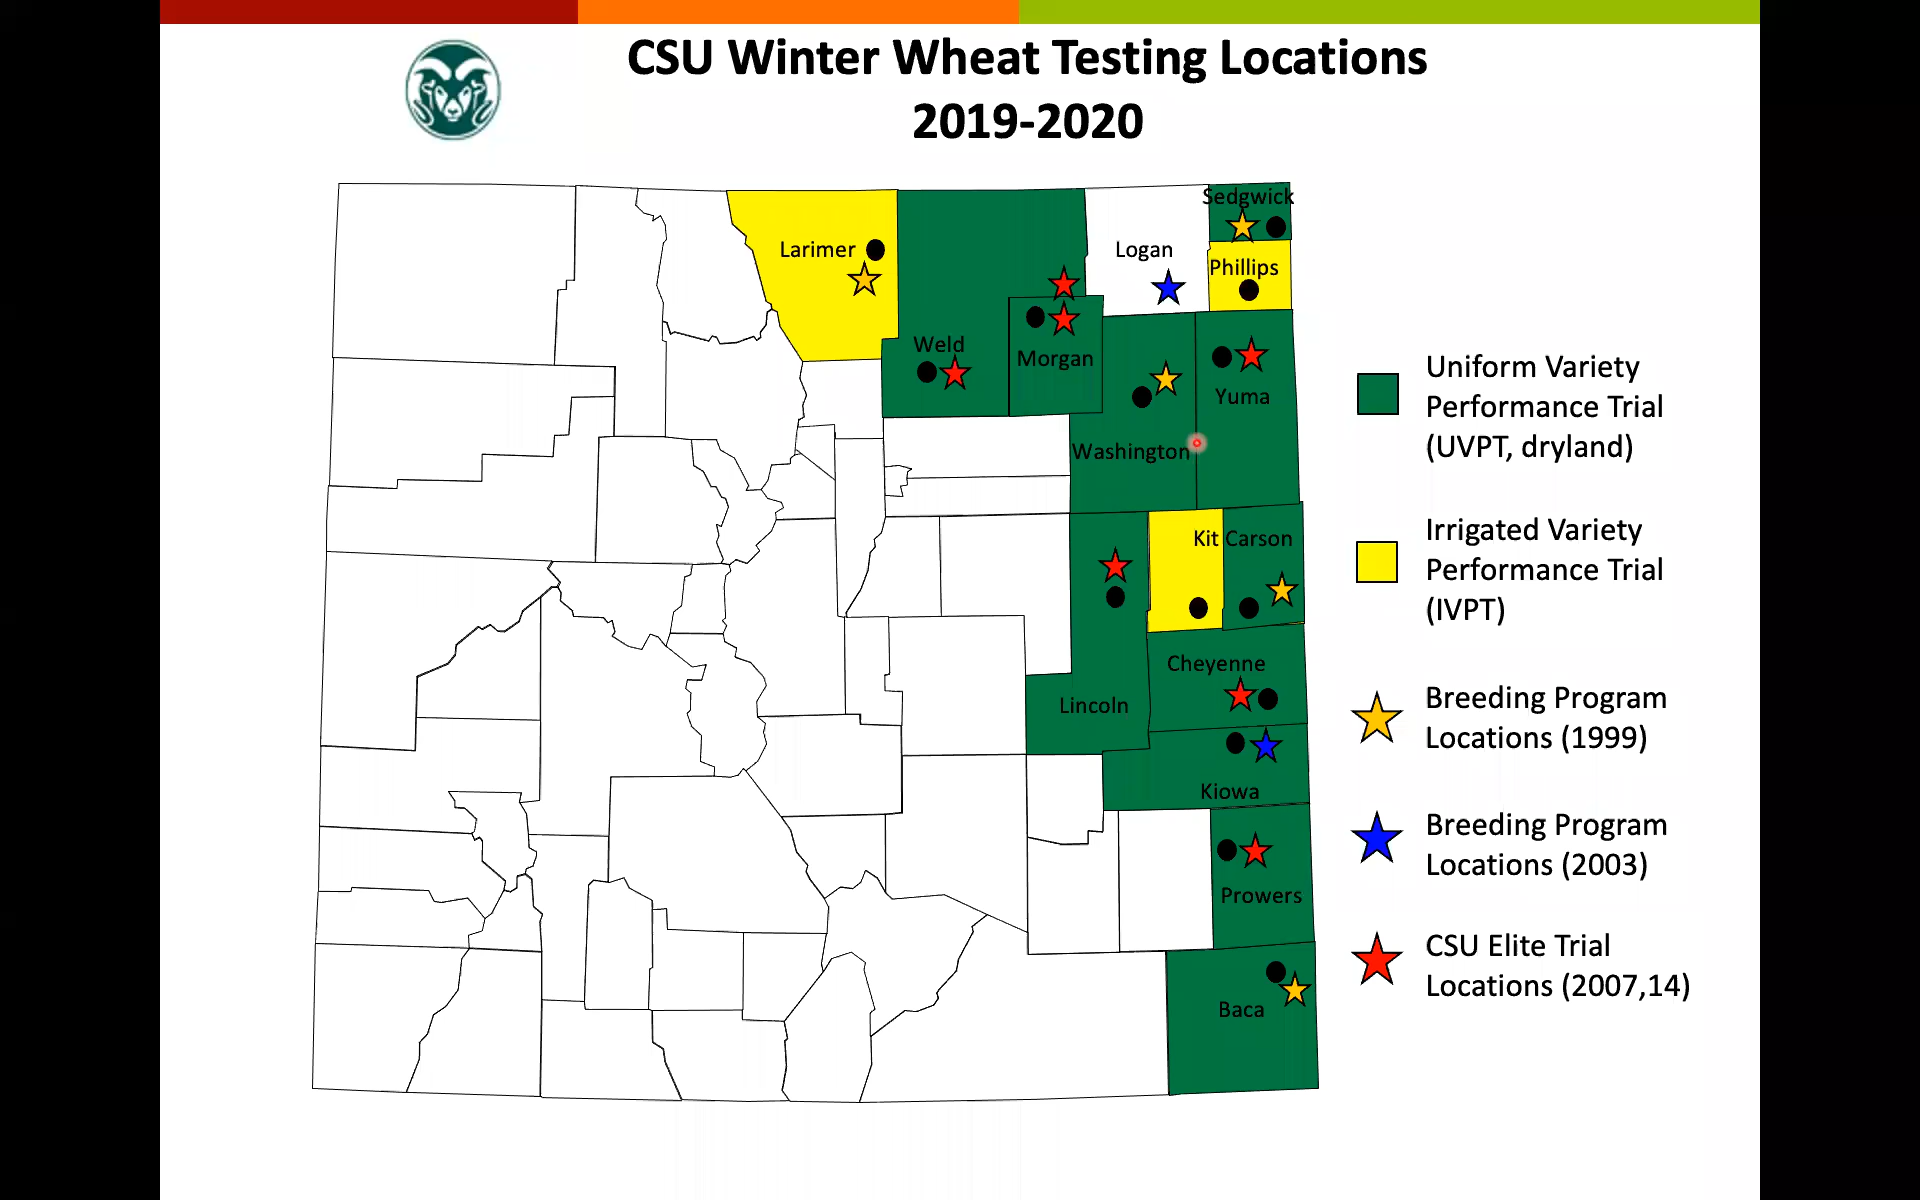 CSU Winter Wheat Testing Locations
2019-2020
Sedgwick
Larimer
Logan
Phillips
Weld
Morgan
Yuma
Washington
Kit Carson
Cheyenne
Lincoln
Kiowa
Prowers
Baca
Uniform Variety
Performance Trial
(UVPT, dryland)
Irrigated Variety
Performance Trial
(IVPT)
Breeding Program
Locations (1999)
Breeding Program
Locations (2003)
CSU Elite Trial
Locations (2007,14)